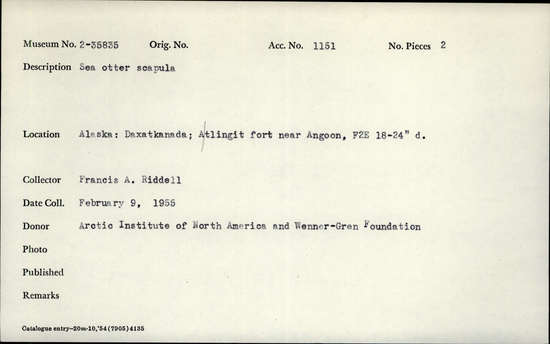 Museum No. 2-35835 Orig. No. Acc. No. 1151 No. Pieces 2
Description Sea otter scapula
Location Alaska: Daxatkanada; Atlingit fort near Angoon, F2E 18-24" d.
Collector Francis A. Riddell
Date Coll. February 9, 1955
Donor Arctic Institute of North America and Wenner-Gren Foundation
Photo
Published
Remarks
Catalogue entry—20m-10,'54(7905)4135